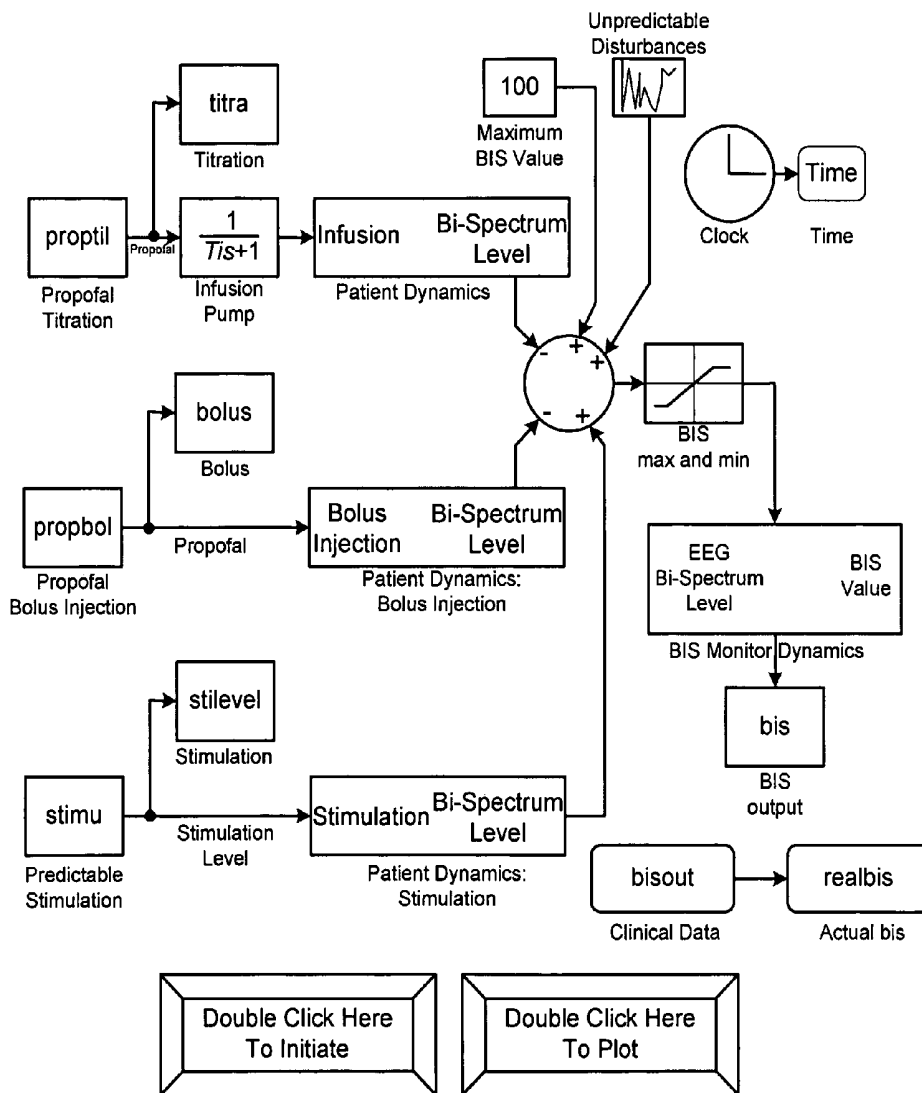 Unpredictable
Disturbances
titra
Titration
100
Maximum
BIS Value
Clock
Time
Time
proptil
Propofal
Titration
Propofal
1
Tis+1
Infusion
Pump
Infusion
Bi-Spectrum
Level
Patient Dynamics
-
+
+
-
+
BIS
max and min
bolus
Bolus
propbol
Propofal
Bolus Injection
Propofal
Bolus
Injection
Bi-Spectrum
Level
Patient Dynamics:
Bolus Injection
EEG
Bi-Spectrum
Level
BIS
Value
BIS Monitor Dynamics
bis
BIS
output
stilevel
Stimulation
stimu
Predictable
Stimulation
Stimulation
Level
Stimulation
Bi-Spectrum
Level
Patient Dynamics:
Stimulation
bisout
Clinical Data
realbis
Actual bis
Double Click Here
To Initiate
Double Click Here
To Plot